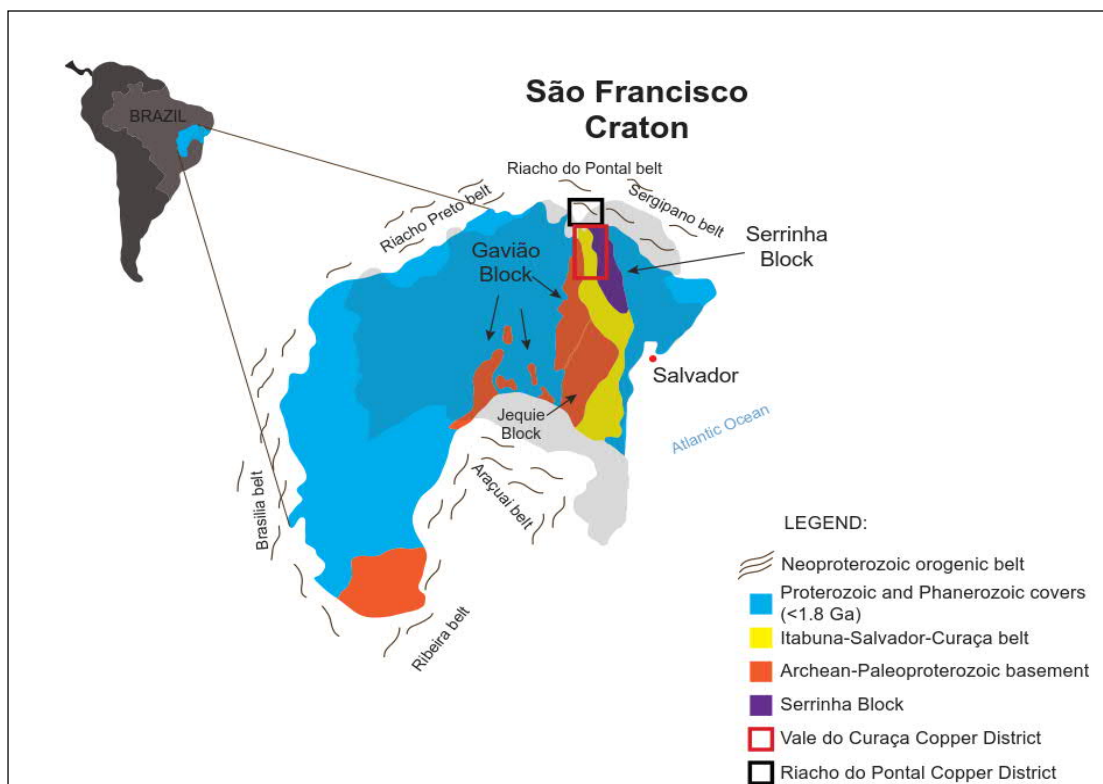 São Francisco
Craton
BRAZIL
Riacho do Pontal belt
Riacho Preto belt
Sergipano belt
Gavião
Block
Serrinha
Block
Salvador
Jequie
Block
Atlantic Ocean
Araçuai belt
Brasilia belt
Ribeira belt
LEGEND:
Neoproterozoic orogenic belt
Proterozoic and Phanerozoic covers
(<1.8 Ga)
Itabuna-Salvador-Curaça belt
Archean-Paleoproterozoic basement
Serrinha Block
Vale do Curaça Copper District
Riacho do Pontal Copper District